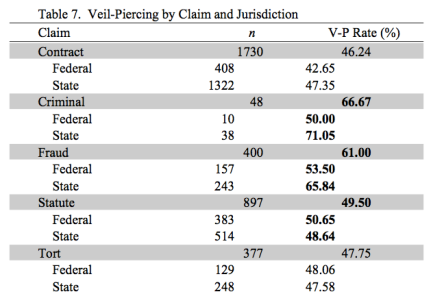 Table 7. Veil-Piercing by Claim and Jurisdiction
Claim n V-P Rate (%)
Contract 1730 46.24
Federal 408 42.65
State 1322 47.35
Criminal 48 66.67
Federal 10 50.00
State 38 71.05
Fraud 400 61.00
Federal 157 53.50
State 243 65.84
Statute 897 49.50
Federal 383 50.65
State 514 48.64
Tort 377 47.75
Federal 129 48.06
State 248 47.58